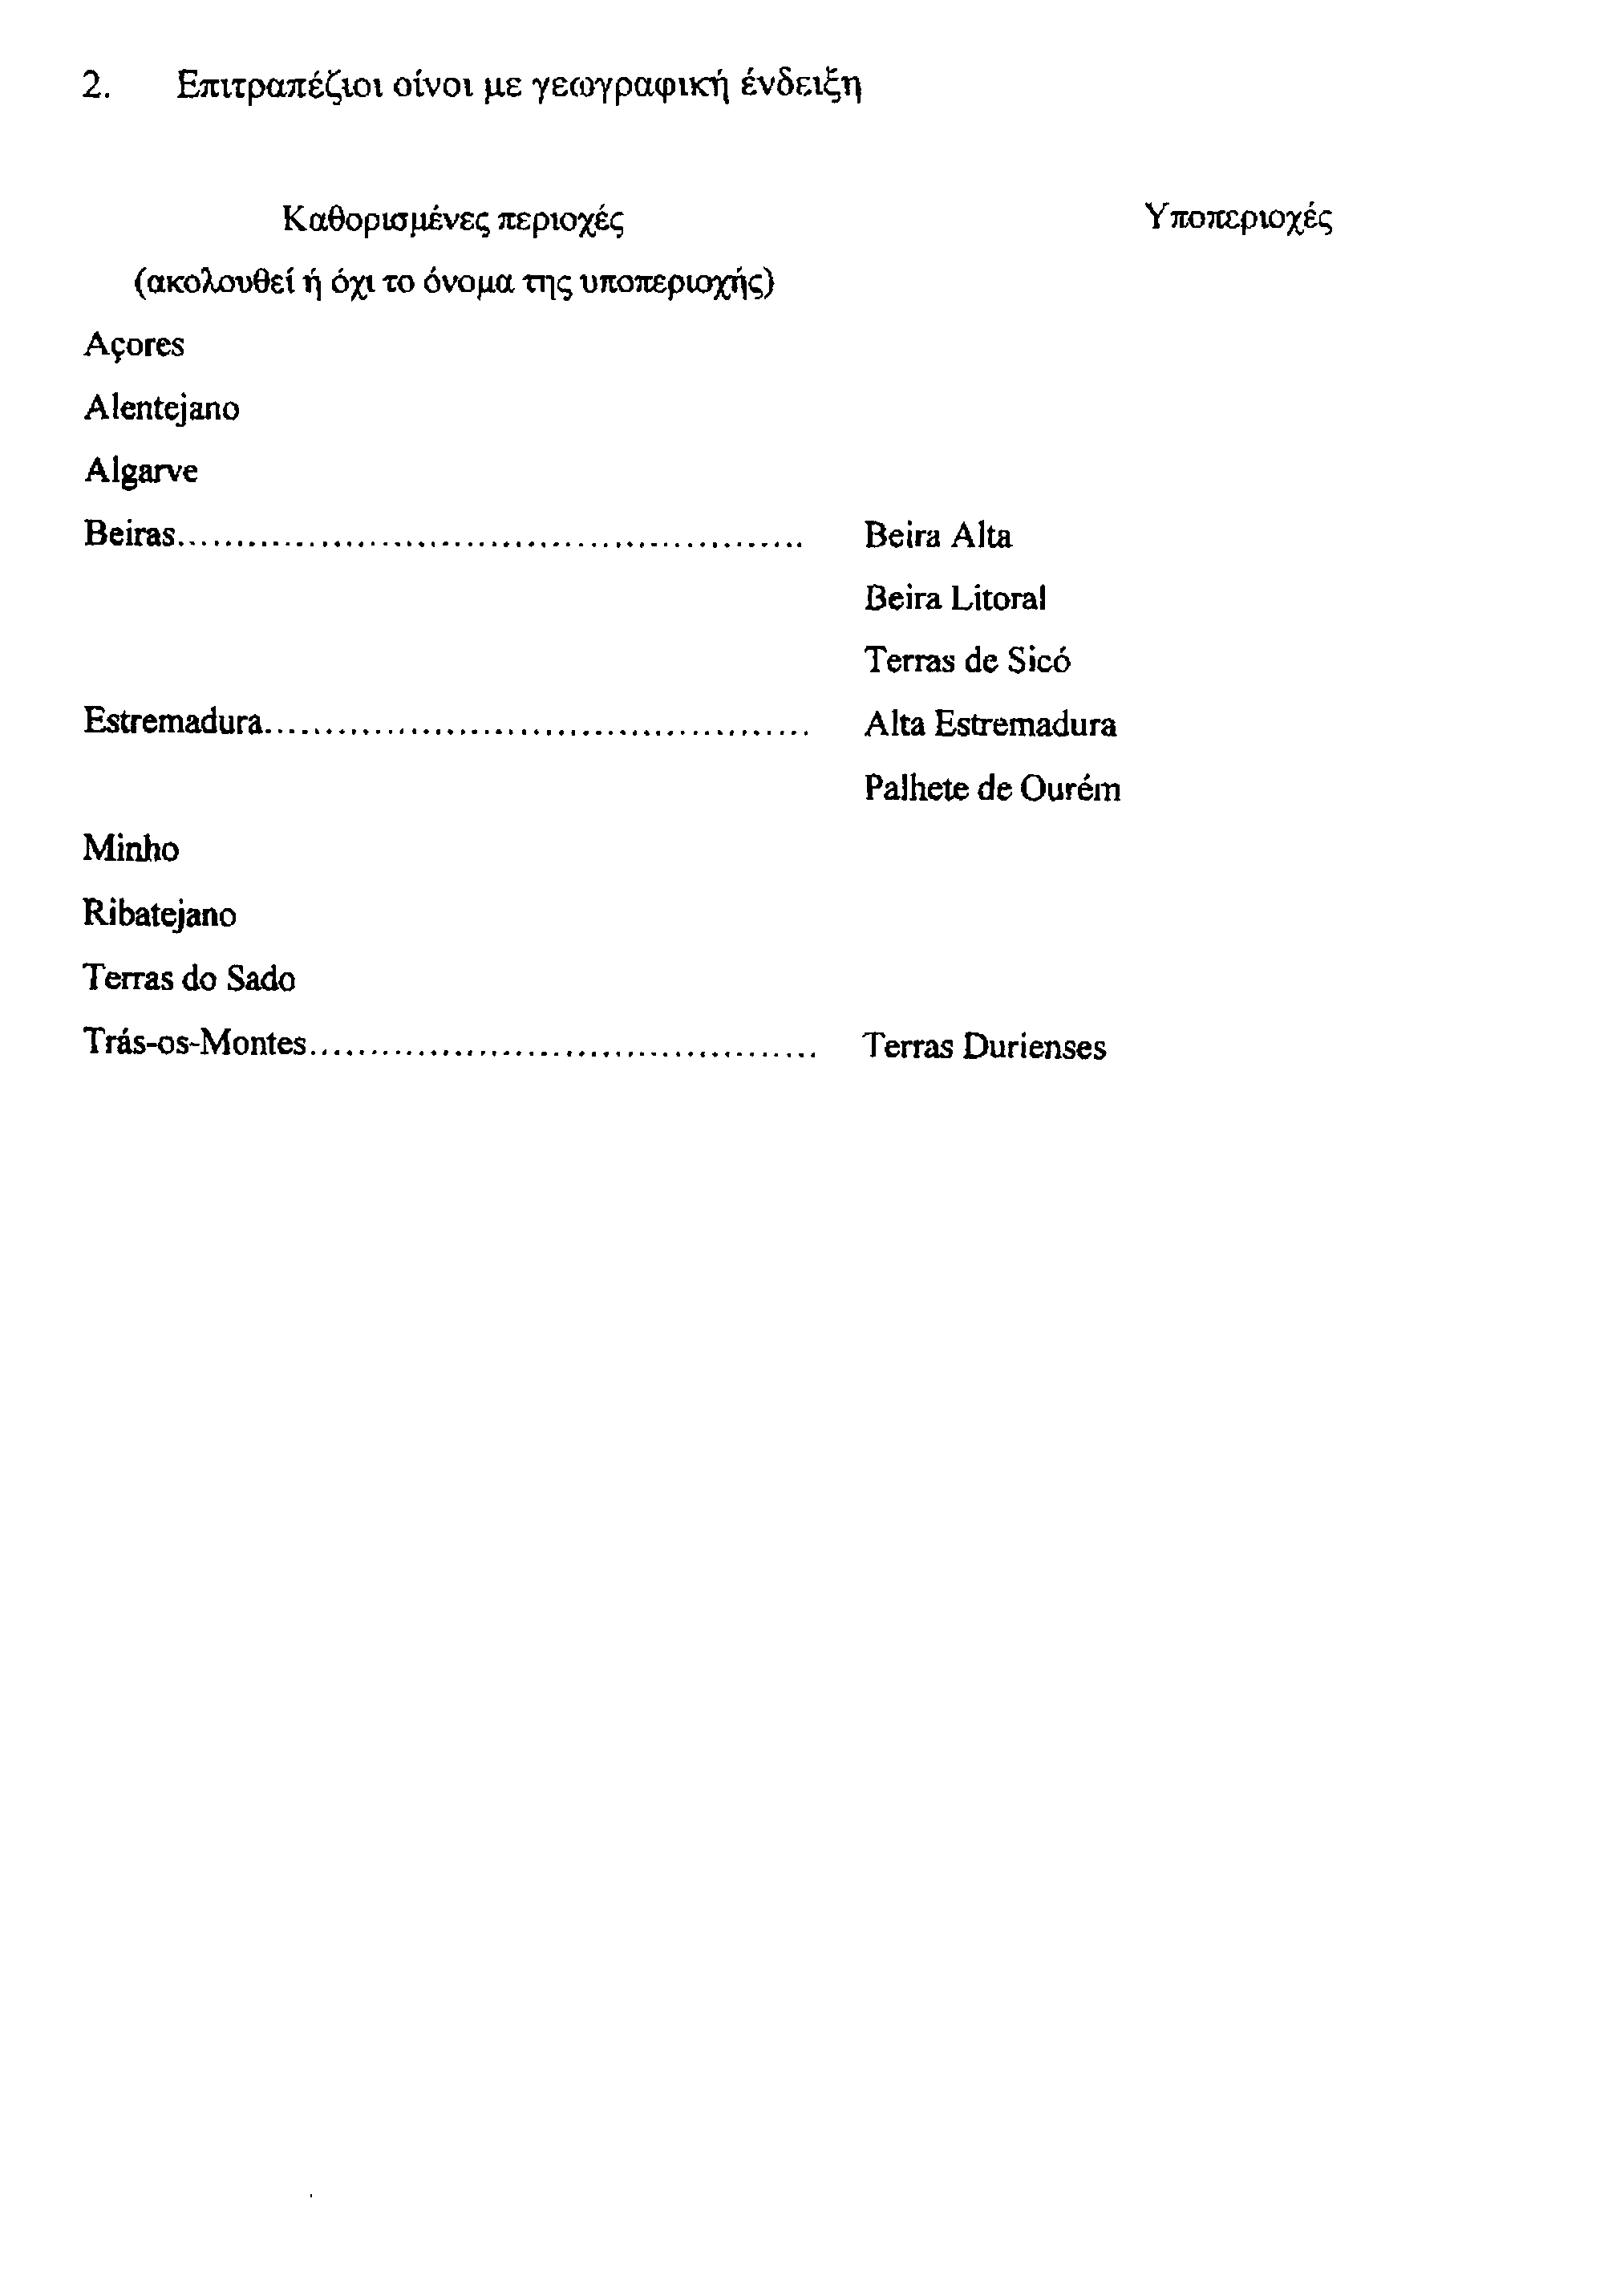 2. Επιτραπέζιοι οίνοι με γεωγραφική ένδειξη
Καθορισμένες περιοχές Υποπεριοχές
(ακολουθεί ή όχι το όνομα της υποπεριοχής)
Açores
Alentejano
Algarve
Beiras.................................................... Beira Alta
Beira Litoral
Terras de Sicó
Estremadura............................................. Alta Estremadura
Palhete de Ourém
Minho
Ribatejano
Terras do Sado
Trás-os-Montes.......................................... Terras Durienses